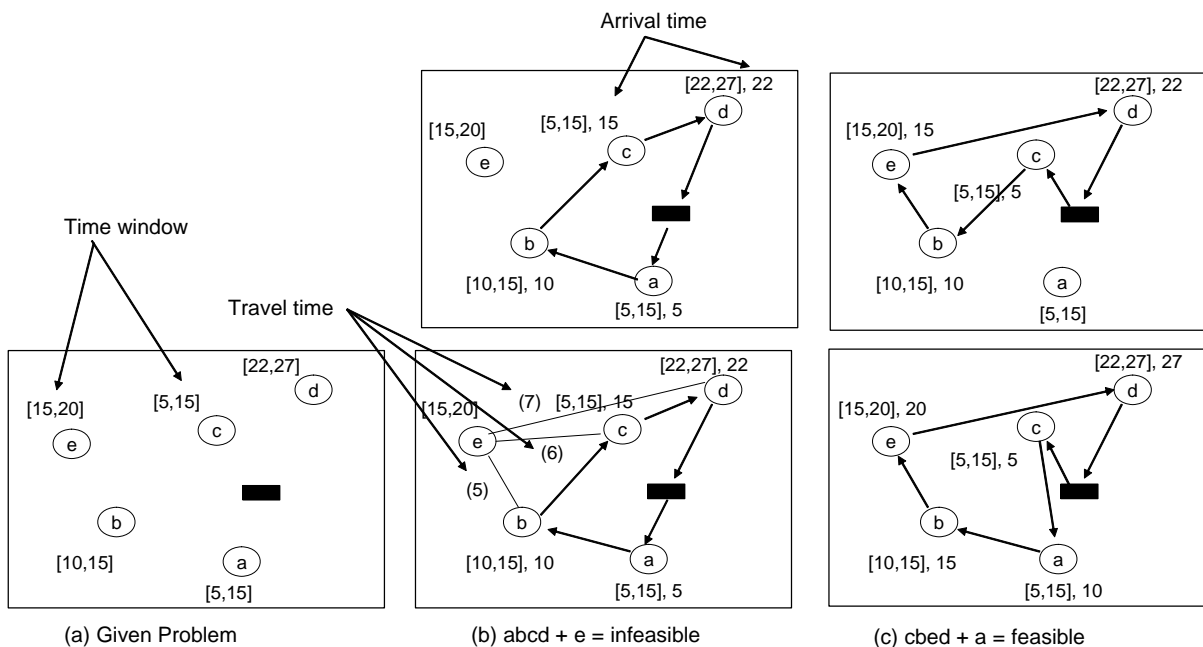 Arrival time
[22,27], 22
d
[15,20]
[5,15], 15
e
c
b
[10,15], 10
a
[5,15], 5
[22,27], 22
d
[15,20], 15
e
c
[5,15], 5
b
[10,15], 10
a
[5,15]
Time window
Travel time
[22,27]
d
[15,20]
[5,15]
e
c
b
[10,15]
a
[5,15]
[22,27], 22
d
(7)
[15,20]
[5,15], 15
e
c
(6)
(5)
b
[10,15], 10
a
[5,15], 5
[22,27], 27
d
[15,20], 20
e
c
[5,15], 5
b
[10,15], 15
a
[5,15], 10
(a) Given Problem
(b) abcd + e = infeasible
(c) cbed + a = feasible